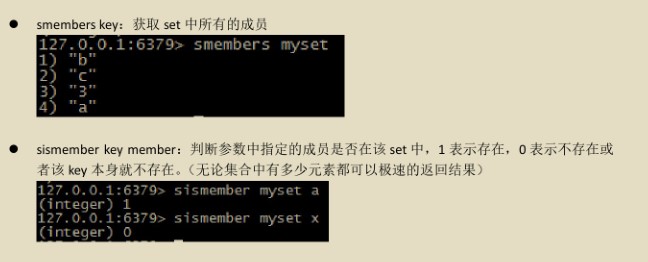 ● smembers key：获取 set 中所有的成员
127.0.0.1:6379> smembers myset
1) "b"
2) "c"
3) "3"
4) "a"
● sismember key member：判断参数中指定的成员是否在该 set 中，1 表示存在，0 表示不存在或
者该 key 本身就不存在。（无论集合中有多少元素都可以极速的返回结果）
127.0.0.1:6379> sismember myset a
(integer) 1
127.0.0.1:6379> sismember myset x
(integer) 0